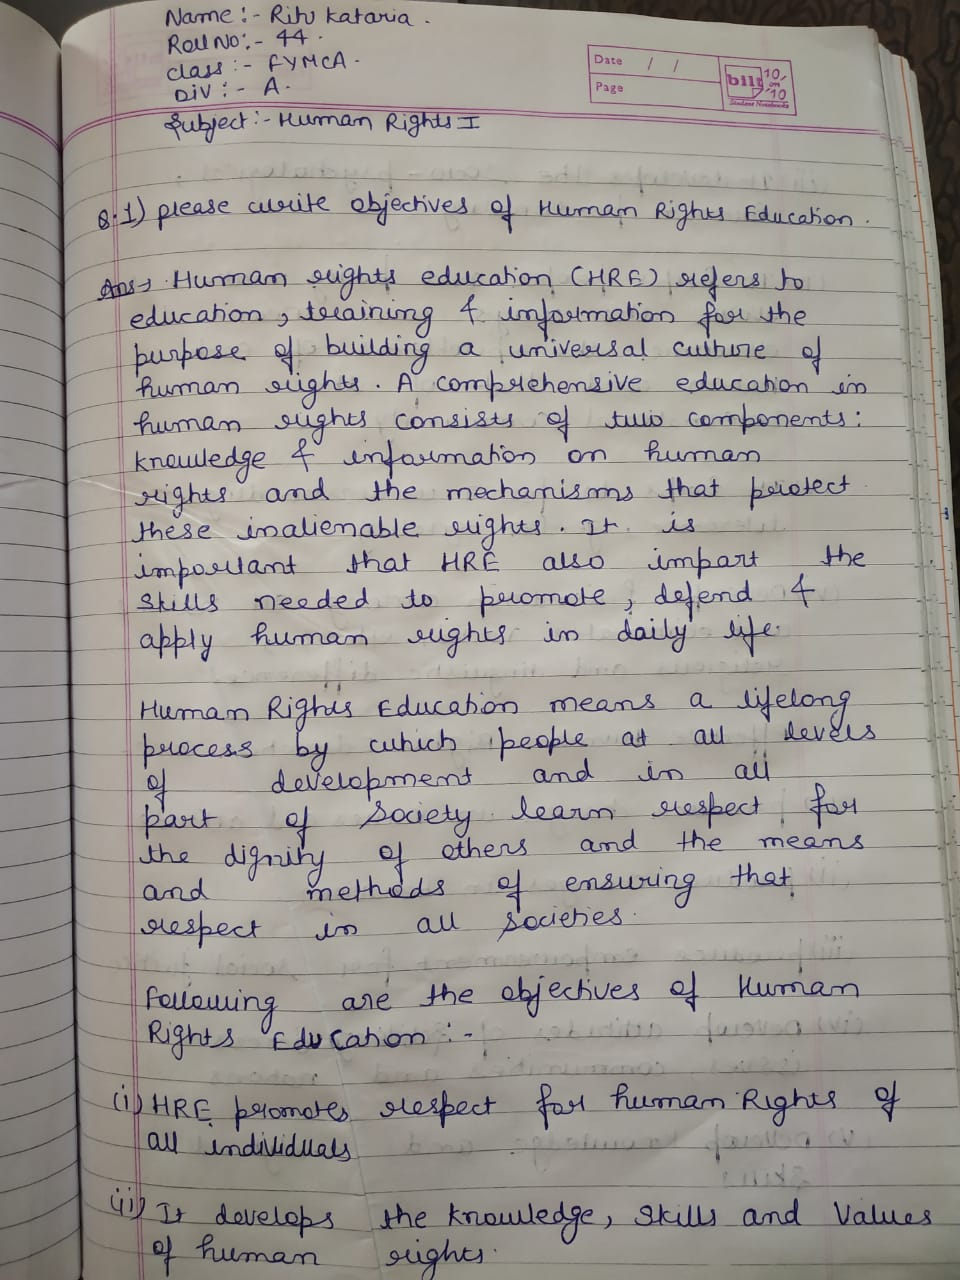 Name :- Ritu Kataria .
Roll No :- 44 .
Class :- FYMCA .
Div :- A .
Subject :- Human Rights I
Date / /
Page
bilt 10 on 10
Student Notebooks
Q.1) please write objectives of Human Rights Education .
Ans→ Human rights education (HRE) refers to
education, training & information for the
purpose of building a universal culture of
human rights . A comprehensive education in
human rights consists of two components :
knowledge & information on human
rights and the mechanisms that protect
these inalienable rights . It is
important that HRE also impart the
skills needed to promote, defend &
apply human rights in daily life .
Human Rights Education means a lifelong
process by which people at all levels
of development and in all
part of Society learn respect for
the dignity of others and the means
and methods of ensuring that
respect in all societies .
Following are the objectives of Human
Rights Education :-
(i) HRE promotes respect for human Rights of
all individuals
(ii) It develops the knowledge, skills and values
of human rights .